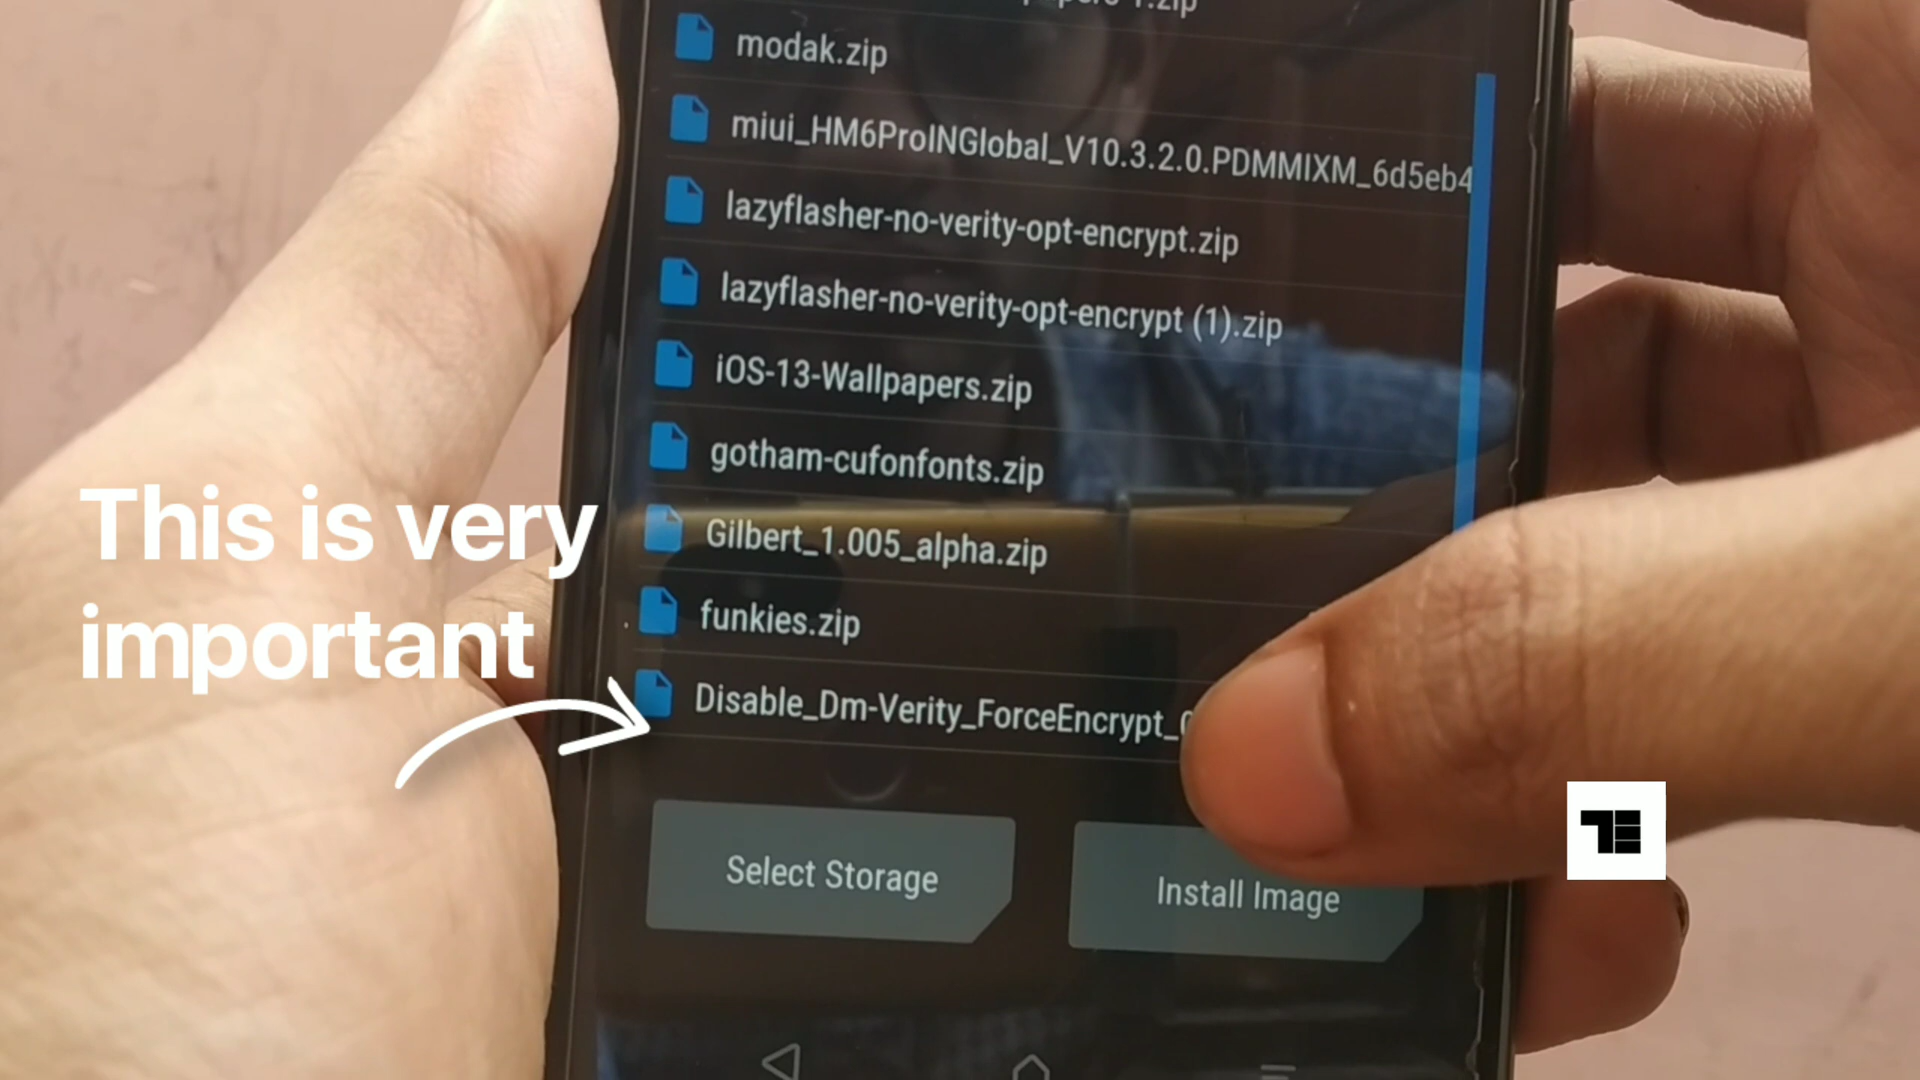 modak.zip
miui_HM6ProINGlobal_V10.3.2.0.PDMMIXM_6d5eb4
lazyflasher-no-verity-opt-encrypt.zip
lazyflasher-no-verity-opt-encrypt (1).zip
iOS-13-Wallpapers.zip
gotham-cufonfonts.zip
Gilbert_1.005_alpha.zip
funkies.zip
Disable_Dm-Verity_ForceEncrypt_
Select Storage
Install Image
This is very
important
TE